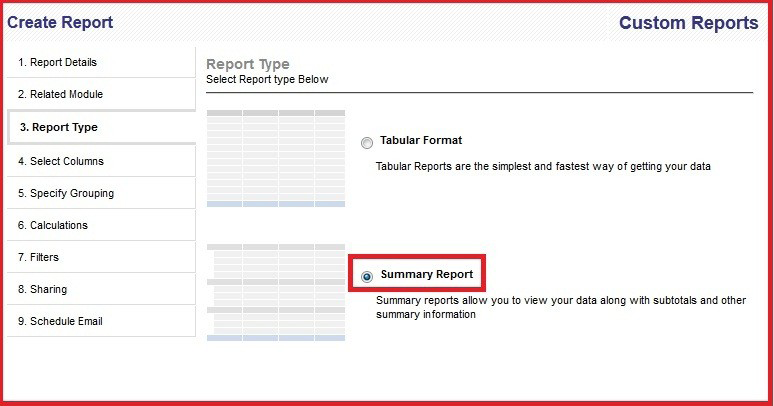 Create Report
Custom Reports
1. Report Details
2. Related Module
3. Report Type
4. Select Columns
5. Specify Grouping
6. Calculations
7. Filters
8. Sharing
9. Schedule Email
Report Type
Select Report type Below
Tabular Format
Tabular Reports are the simplest and fastest way of getting your data
Summary Report
Summary reports allow you to view your data along with subtotals and other
summary information